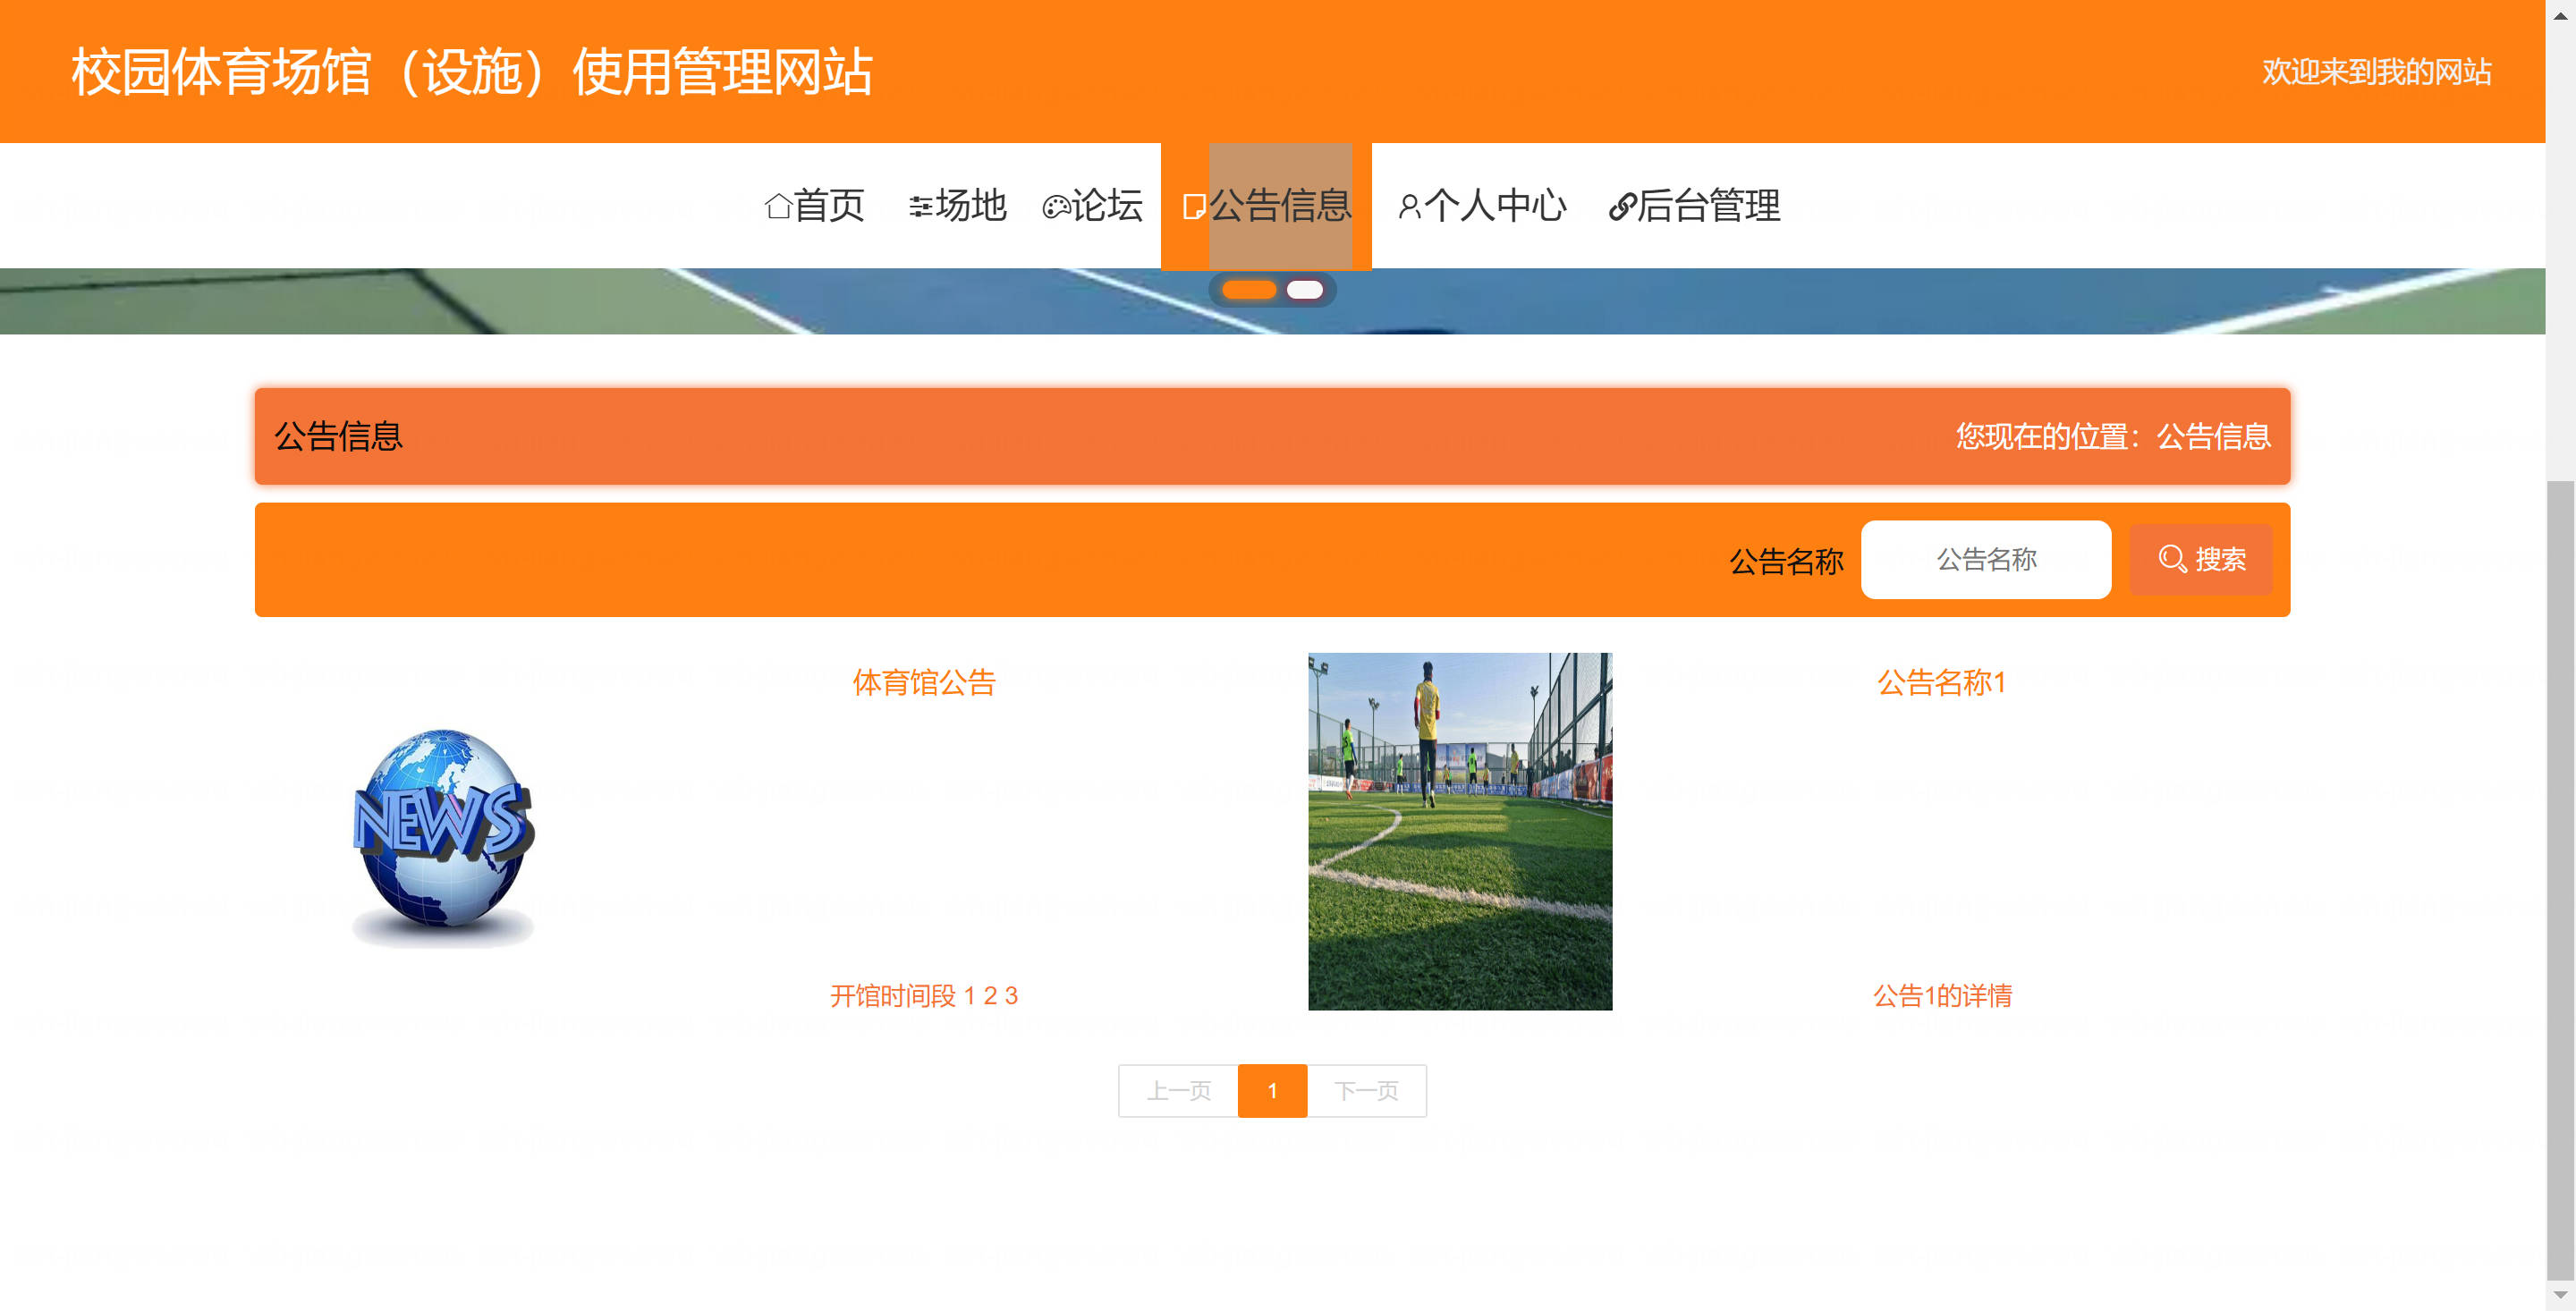 校园体育场馆（设施）使用管理网站
欢迎来到我的网站
首页
场地
论坛
公告信息
个人中心
后台管理
公告信息
您现在的位置：公告信息
公告名称
公告名称
搜索
体育馆公告
公告名称1
NEWS
开馆时间段 1 2 3
公告1的详情
上一页
1
下一页